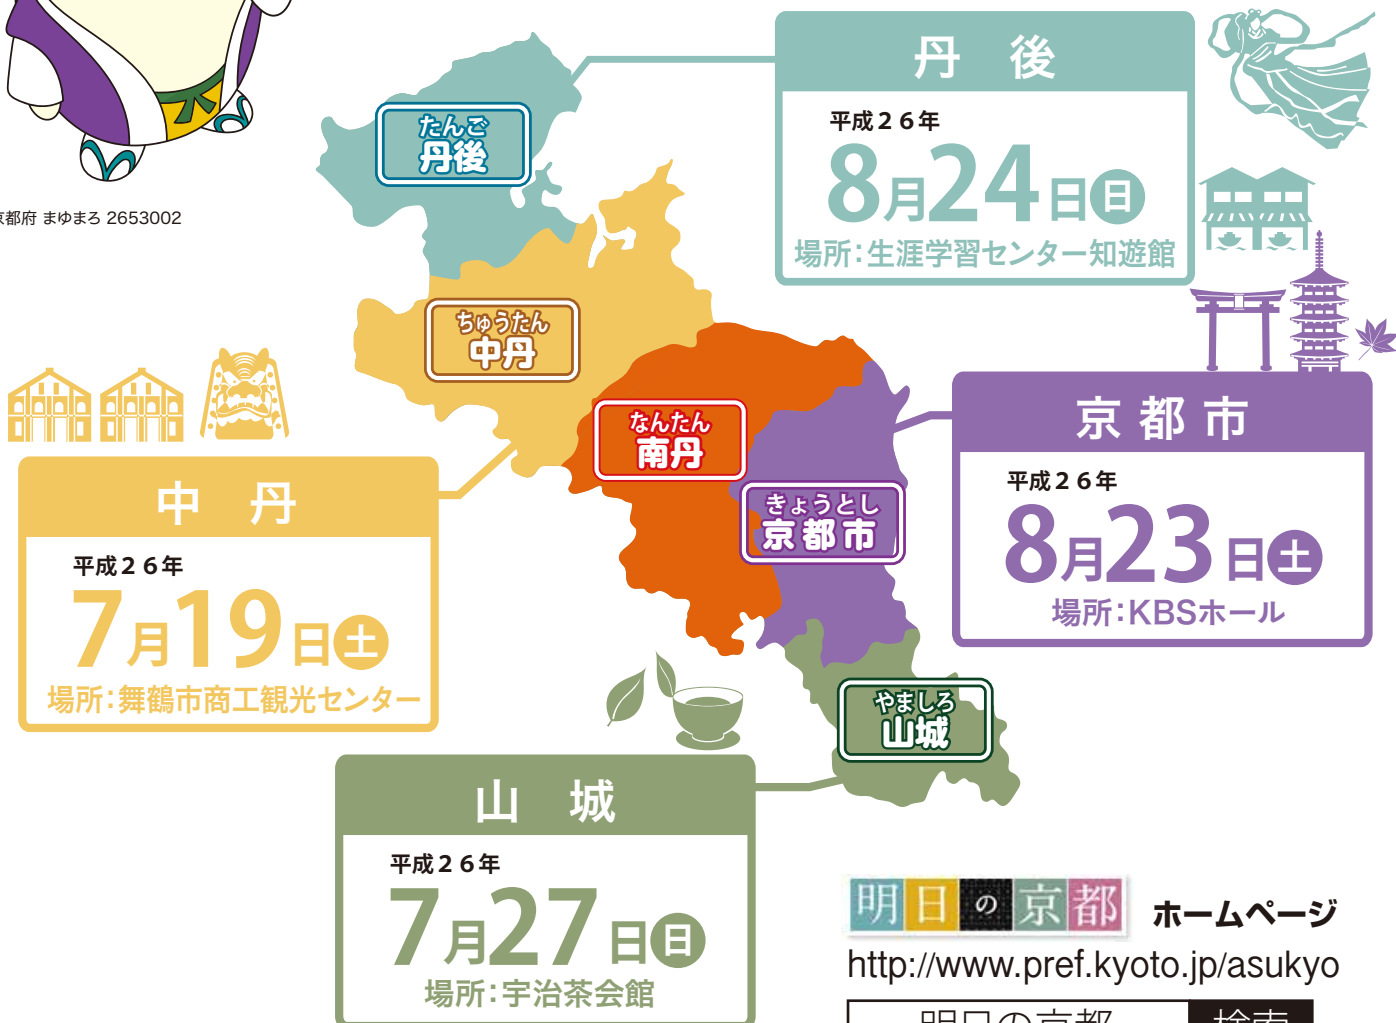 京都府 まゆまろ 2653002
丹後
平成２６年
8月24日日
場所：生涯学習センター知遊館
たんご
丹後
ちゅうたん
中丹
なんたん
南丹
きょうとし
京都市
やましろ
山城
京都市
平成２６年
8月23日土
場所：KBSホール
中丹
平成２６年
7月19日土
場所：舞鶴市商工観光センター
山城
平成２６年
7月27日日
場所：宇治茶会館
明日の京都 ホームページ
http://www.pref.kyoto.jp/asukyo
明日の京都 検索